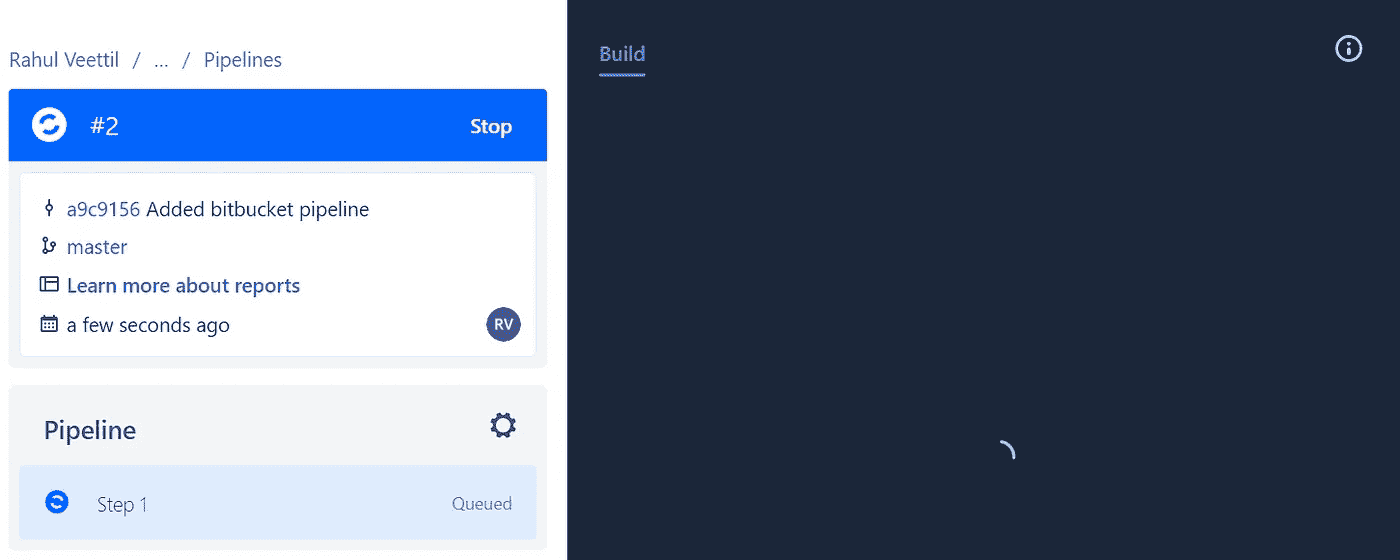 Rahul Veettil / ... / Pipelines
#2 Stop
a9c9156 Added bitbucket pipeline
master
Learn more about reports
a few seconds ago RV
Pipeline
Step 1 Queued
Build